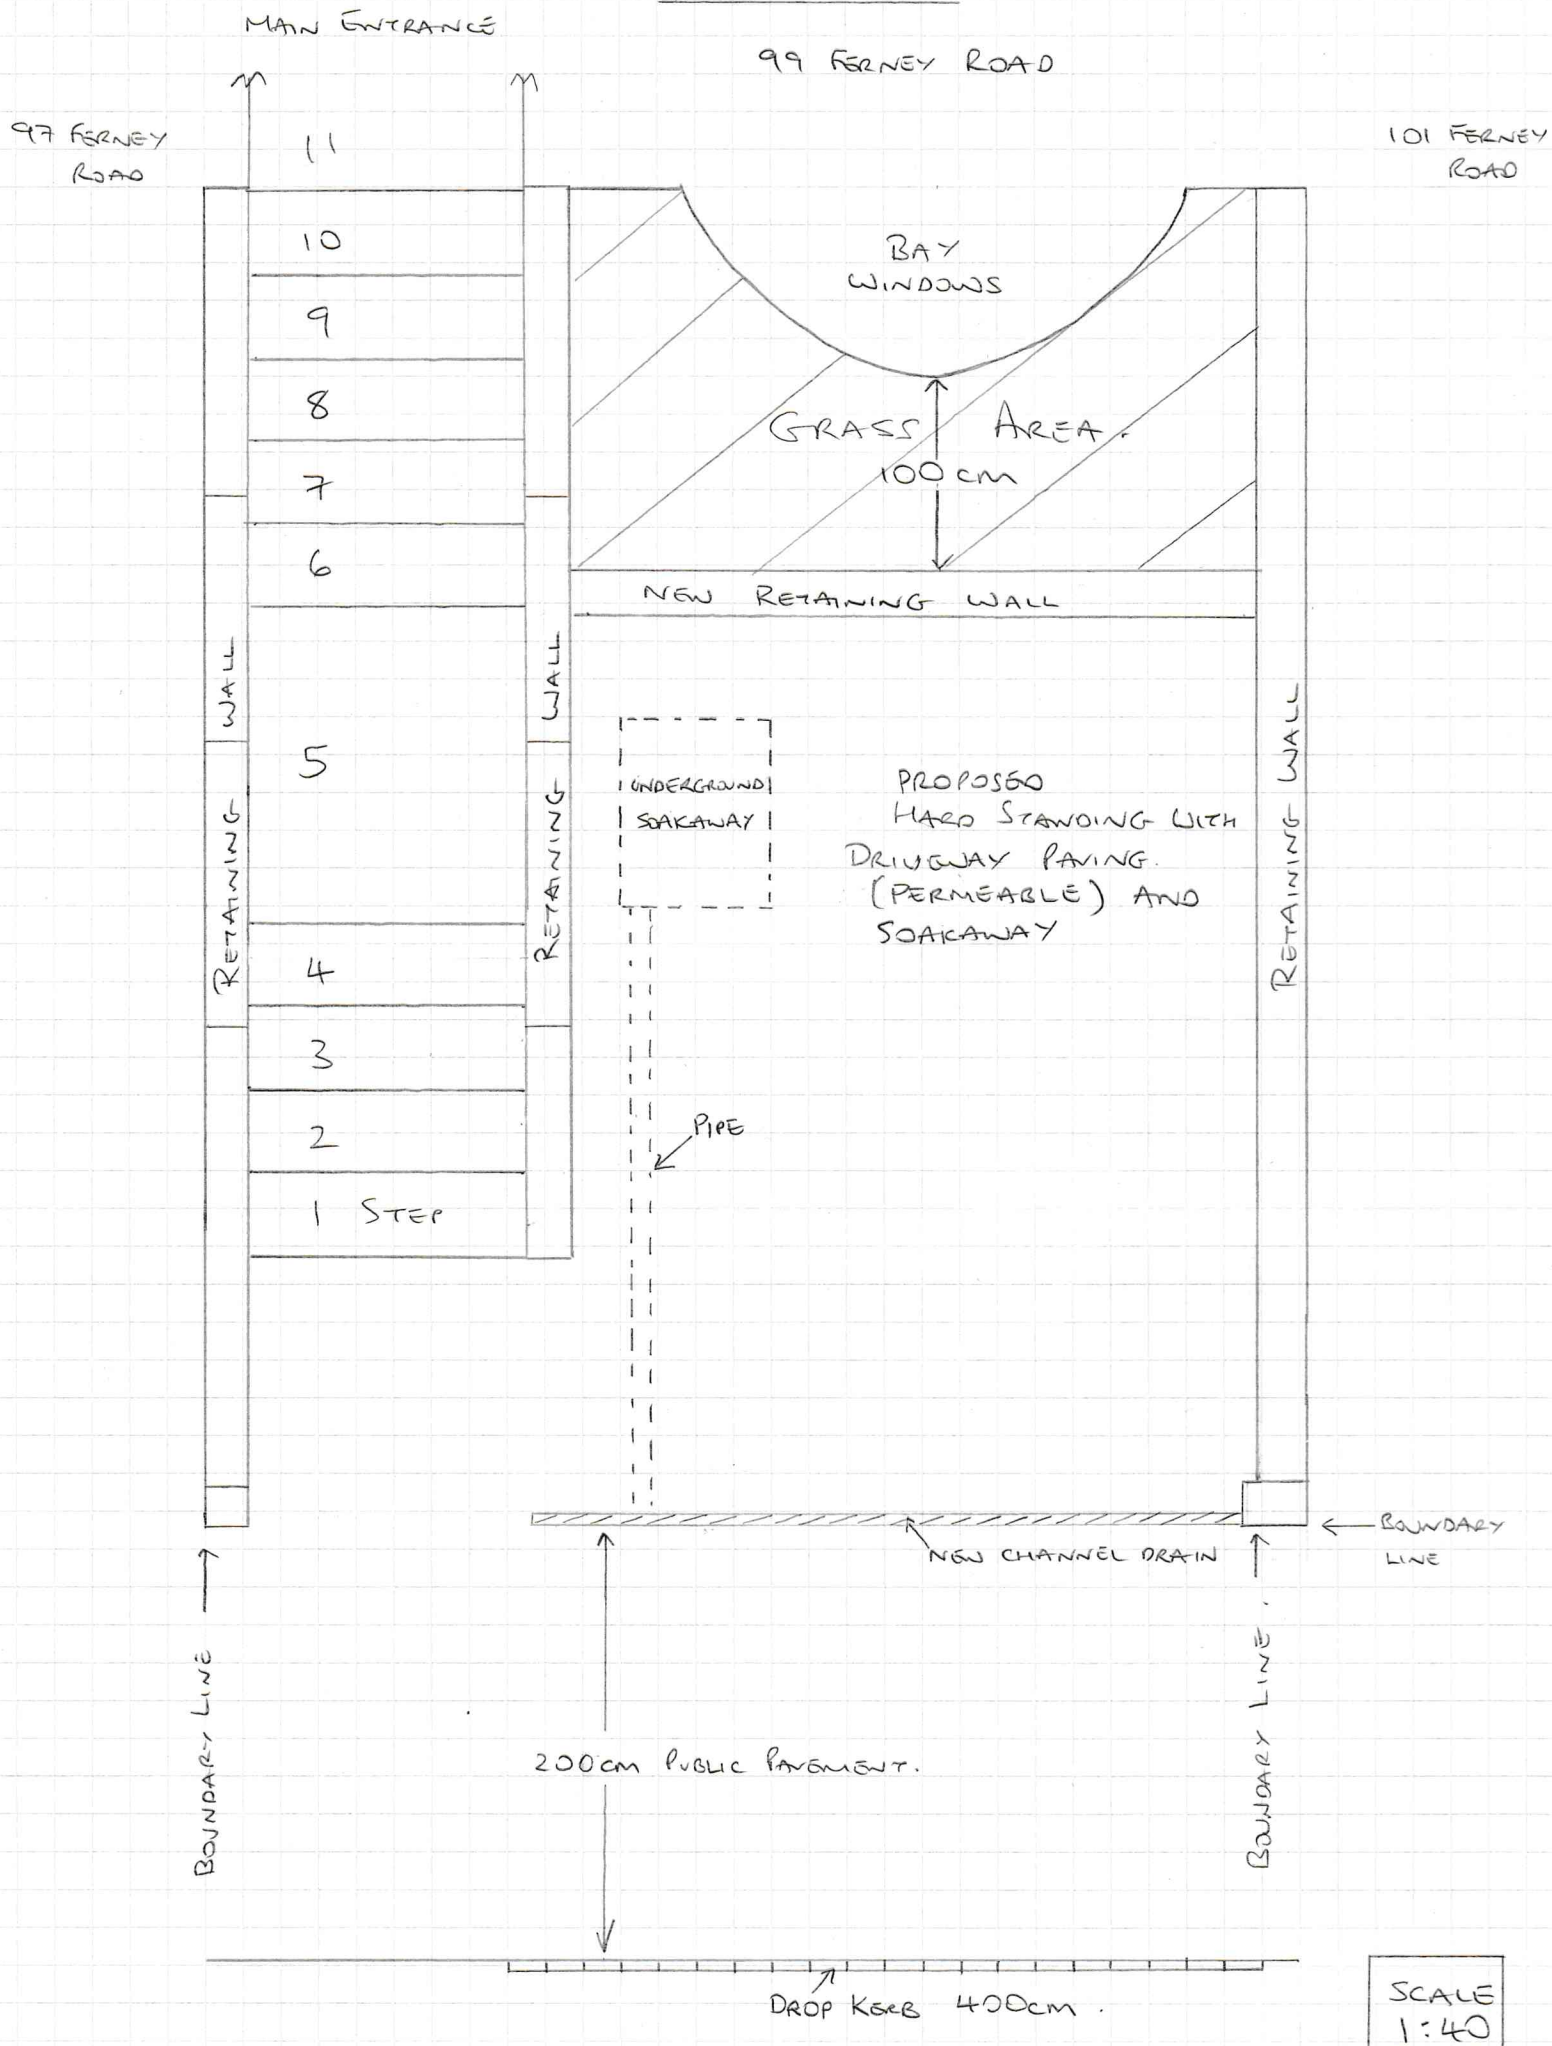 MAIN ENTRANCE
99 FERNEY ROAD
97 FERNEY
ROAD
101 FERNEY
ROAD
11
10
9
8
7
6
5
4
3
2
1 STEP
BAY
WINDOWS
GRASS AREA.
100cm
NEW RETAINING WALL
RETAINING WALL
RETAINING WALL
RETAINING WALL
UNDERGROUND
SOAKAWAY
PROPOSED
HARD STANDING WITH
DRIVEWAY PAVING.
(PERMEABLE) AND
SOAKAWAY
PIPE
NEW CHANNEL DRAIN
BOUNDARY
LINE
BOUNDARY LINE
BOUNDARY LINE.
200cm PUBLIC PAVEMENT.
DROP KERB 400cm.
SCALE
1:40